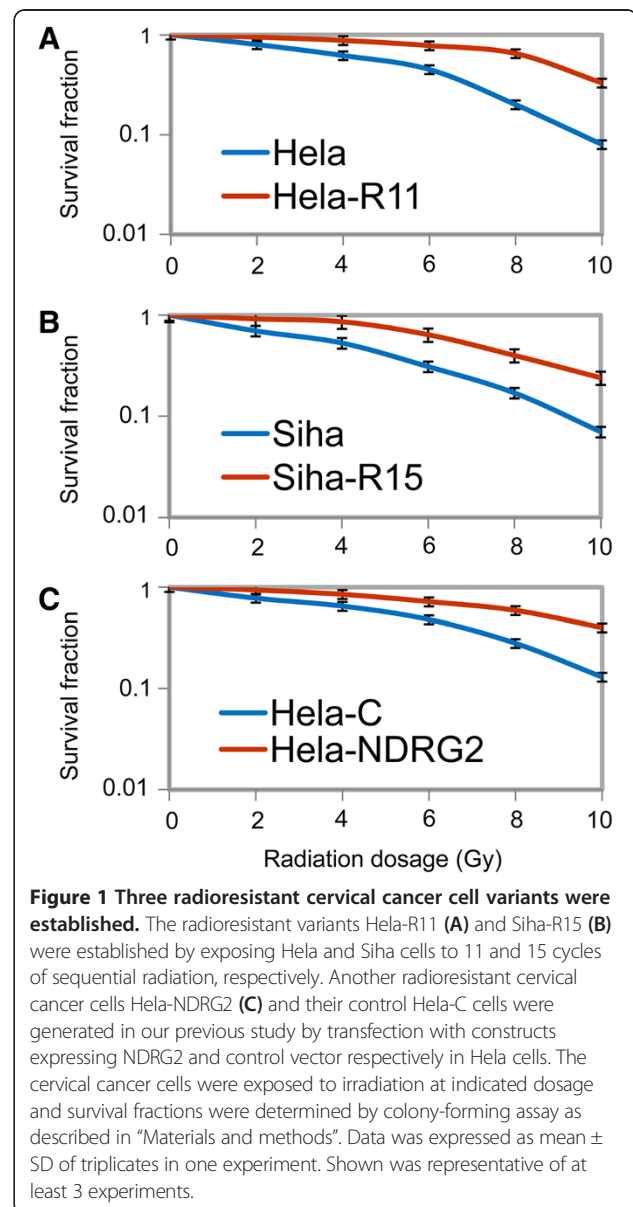 A
Survival fraction
1
0.1
0.01
Hela
Hela-R11
0 2 4 6 8 10
B
Survival fraction
1
0.1
0.01
Siha
Siha-R15
0 2 4 6 8 10
C
Survival fraction
1
0.1
0.01
Hela-C
Hela-NDRG2
0 2 4 6 8 10
Radiation dosage (Gy)
Figure 1 Three radioresistant cervical cancer cell variants were
established. The radioresistant variants Hela-R11 (A) and Siha-R15 (B)
were established by exposing Hela and Siha cells to 11 and 15 cycles
of sequential radiation, respectively. Another radioresistant cervical
cancer cells Hela-NDRG2 (C) and their control Hela-C cells were
generated in our previous study by transfection with constructs
expressing NDRG2 and control vector respectively in Hela cells. The
cervical cancer cells were exposed to irradiation at indicated dosage
and survival fractions were determined by colony-forming assay as
described in “Materials and methods”. Data was expressed as mean ±
SD of triplicates in one experiment. Shown was representative of at
least 3 experiments.